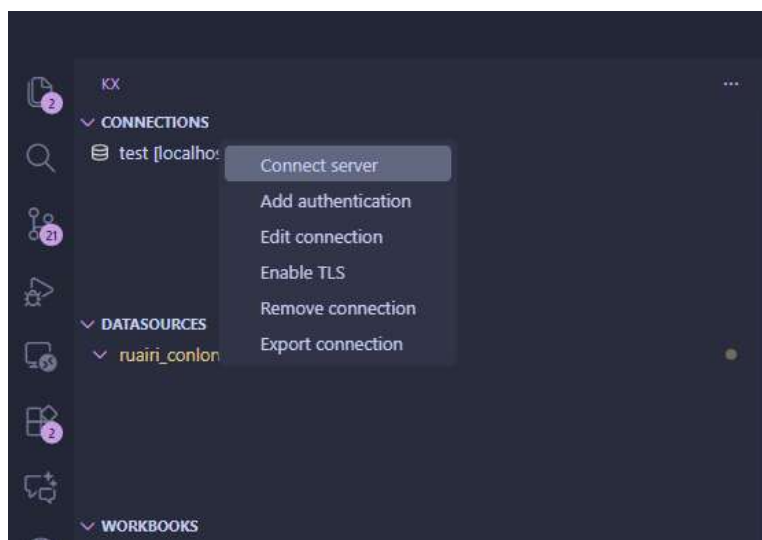 KX
...
2
CONNECTIONS
test [localhos
Connect server
Add authentication
21
Edit connection
Enable TLS
Remove connection
DATASOURCES
Export connection
ruairi_conlon
2
WORKBOOKS